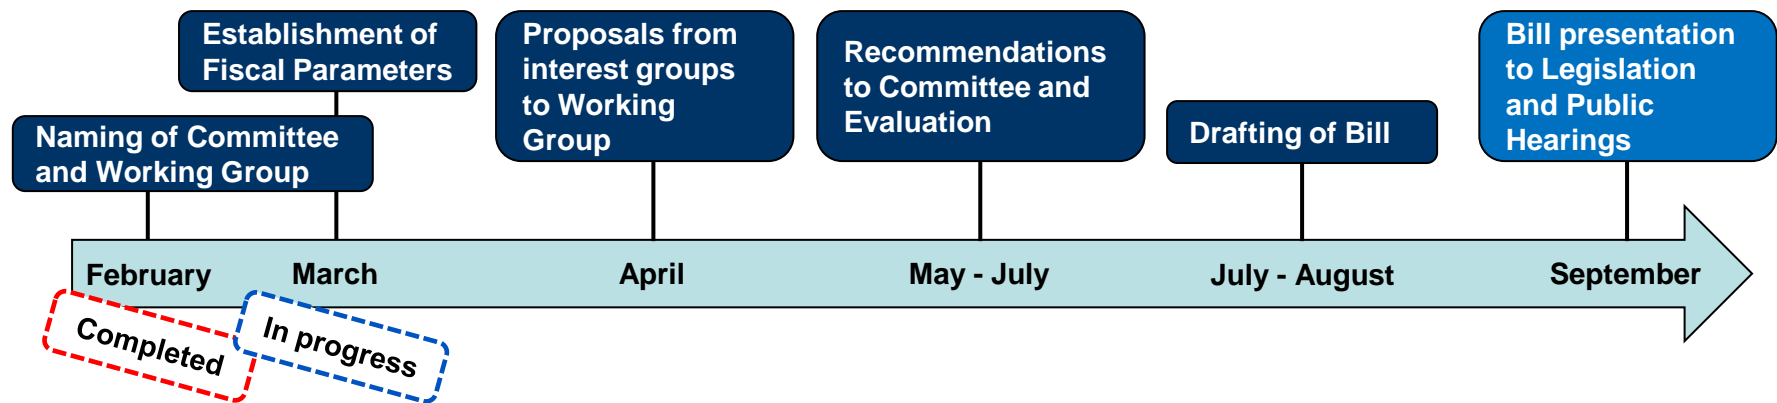 Establishment of
Fiscal Parameters
Naming of Committee
and Working Group
Proposals from
interest groups
to Working
Group
Recommendations
to Committee and
Evaluation
Drafting of Bill
Bill presentation
to Legislation
and Public
Hearings
February
March
April
May - July
July - August
September
Completed
In progress